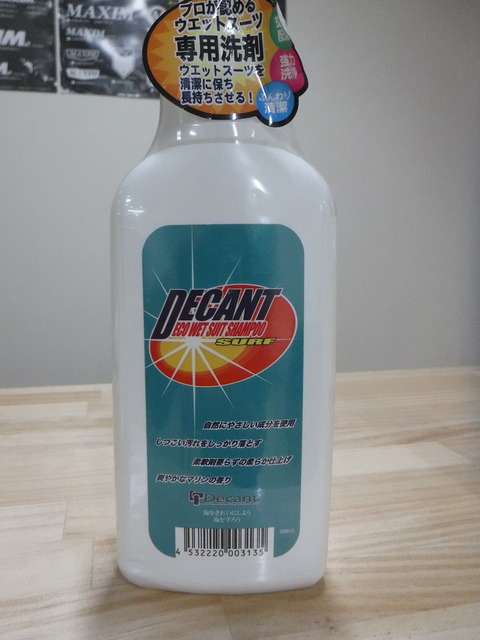 MAXIM
MAXIM
プロが認める
ウエットスーツ
専用洗剤
ウエットスーツを
清潔に保ち
長持ちさせる!
強力
洗浄
ふんわり
清潔
DECANT
ECO WET SUIT SHAMPOO
SURF
自然にやさしい成分を使用
しつこい汚れをしっかり落とす
柔軟剤要らずの柔らか仕上げ
爽やかなマリンの香り
Decant
海をきれいにしよう
海を守ろう
4 532220 003135